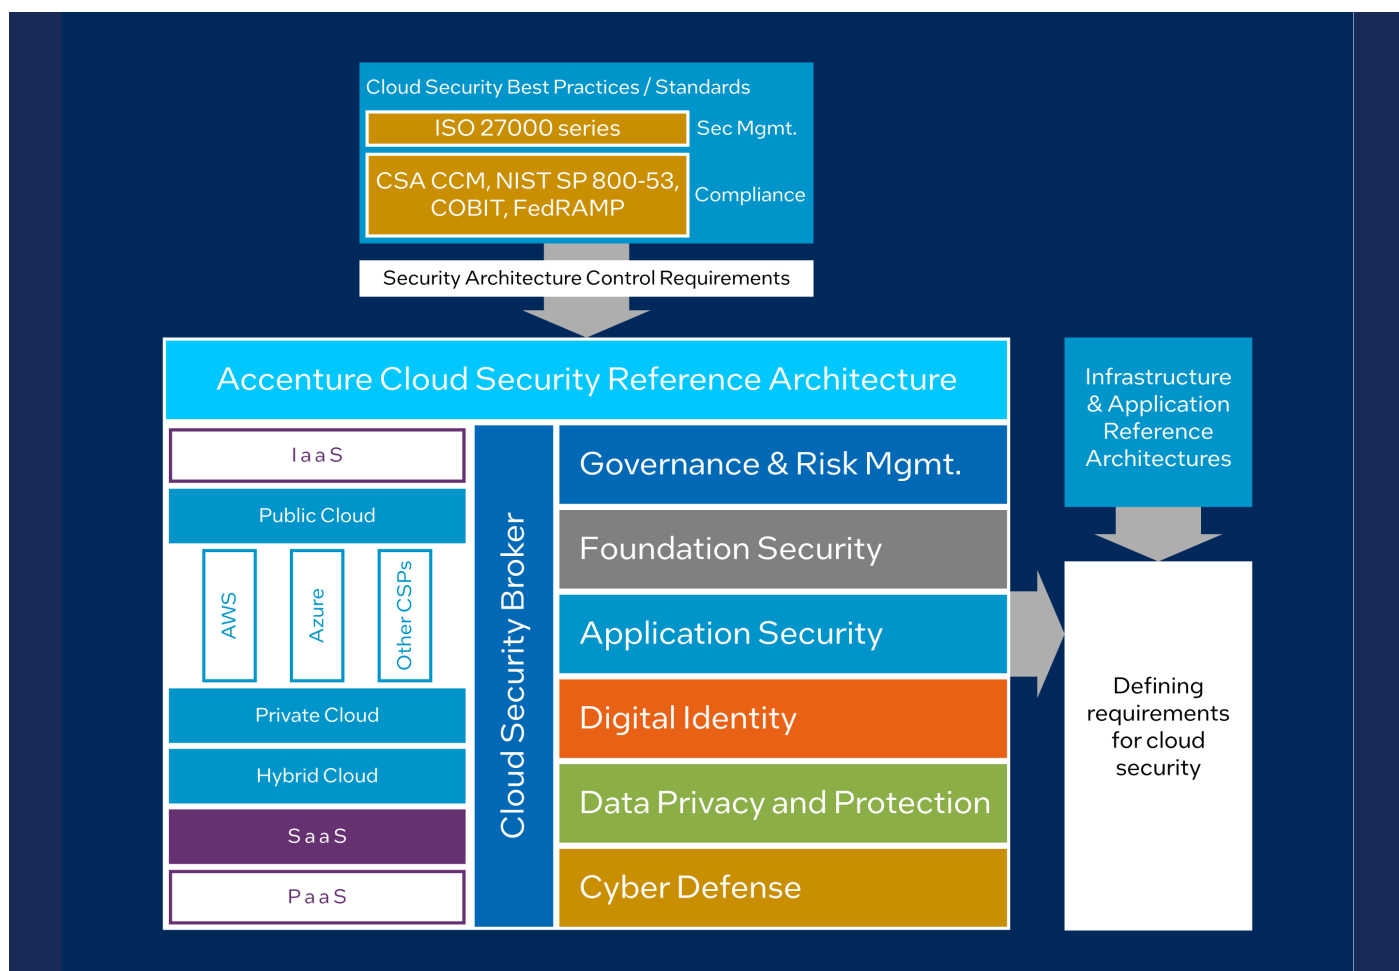 Cloud Security Best Practices / Standards
ISO 27000 series
Sec Mgmt.
CSA CCM, NIST SP 800-53,
COBIT, FedRAMP
Compliance
Security Architecture Control Requirements
Accenture Cloud Security Reference Architecture
IaaS
Public Cloud
AWS
Azure
Other CSPs
Private Cloud
Hybrid Cloud
SaaS
PaaS
Cloud Security Broker
Governance & Risk Mgmt.
Foundation Security
Application Security
Digital Identity
Data Privacy and Protection
Cyber Defense
Infrastructure
& Application
Reference
Architectures
Defining
requirements
for cloud
security